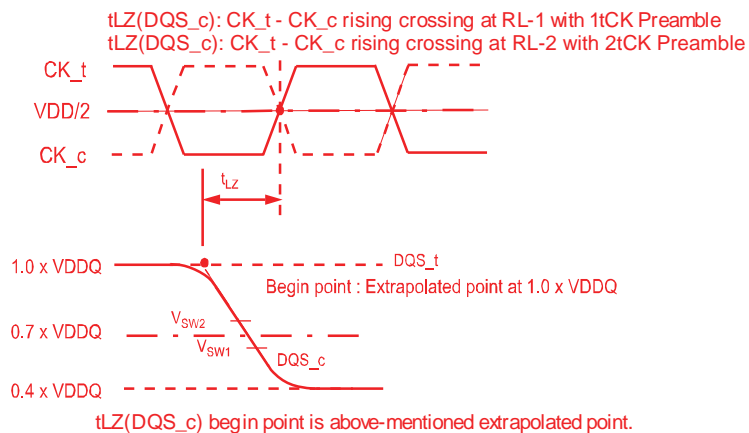 tLZ(DQS_c): CK_t - CK_c rising crossing at RL-1 with 1tCK Preamble
tLZ(DQS_c): CK_t - CK_c rising crossing at RL-2 with 2tCK Preamble
CK_t
VDD/2
CK_c
tLZ
1.0 x VDDQ
DQS_t
Begin point : Extrapolated point at 1.0 x VDDQ
VSW2
0.7 x VDDQ
VSW1
DQS_c
0.4 x VDDQ
tLZ(DQS_c) begin point is above-mentioned extrapolated point.